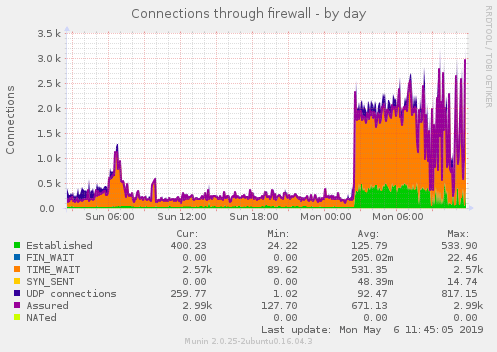 Connections through firewall - by day
RRDTOOL / TOBI OETIKER
Connections
3.5 k
3.0 k
2.5 k
2.0 k
1.5 k
1.0 k
0.5 k
0.0
Sun 06:00 Sun 12:00 Sun 18:00 Mon 00:00 Mon 06:00
Cur: Min: Avg: Max:
Established 400.23 24.22 125.79 533.90
FIN_WAIT 0.00 0.00 205.02m 22.46
TIME_WAIT 2.57k 89.62 531.35 2.57k
SYN_SENT 0.00 0.00 48.39m 14.74
UDP connections 259.77 1.02 92.47 817.15
Assured 2.99k 127.70 671.13 2.99k
NATed 0.00 0.00 0.00 0.00
Last update: Mon May 6 11:45:05 2019
Munin 2.0.25-2ubuntu0.16.04.3